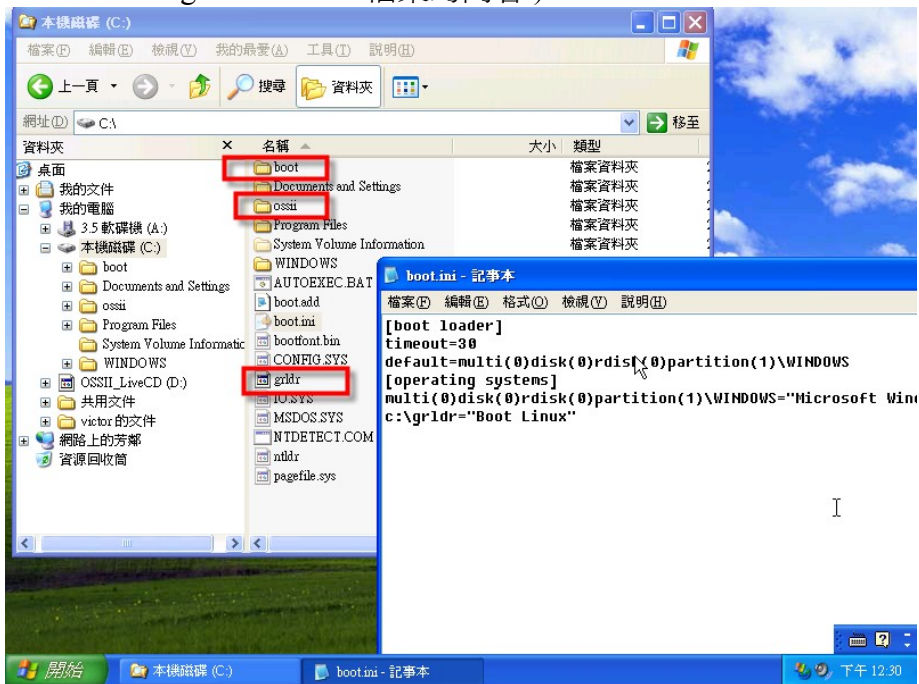 本機磁碟 (C:)
檔案(F) 編輯(E) 檢視(V) 我的最愛(A) 工具(T) 說明(H)
上一頁 搜尋 資料夾
網址(D) C:\ 移至
資料夾 × 名稱 大小 類型
桌面
我的文件
我的電腦
3.5 軟碟機 (A:)
本機磁碟 (C:)
boot
Documents and Settings
ossii
Program Files
System Volume Informatic
WINDOWS
OSSII_LiveCD (D:)
共用文件
victor 的文件
網路上的芳鄰
資源回收筒
boot 檔案資料夾
Documents and Settings 檔案資料夾
ossii 檔案資料夾
Program Files 檔案資料夾
System Volume Information 檔案資料夾
WINDOWS
AUTOEXEC.BAT
boot.add
boot.ini
bootfont.bin
CONFIG.SYS
grldr
IO.SYS
MSDOS.SYS
NTDETECT.COM
ntldr
pagefile.sys
boot.ini - 記事本
檔案(F) 編輯(E) 格式(O) 檢視(V) 說明(H)
[boot loader]
timeout=30
default=multi(0)disk(0)rdisk(0)partition(1)\WINDOWS
[operating systems]
multi(0)disk(0)rdisk(0)partition(1)\WINDOWS="Microsoft Wind
c:\grldr="Boot Linux"
開始 本機磁碟 (C:) boot.ini - 記事本 下午 12:30